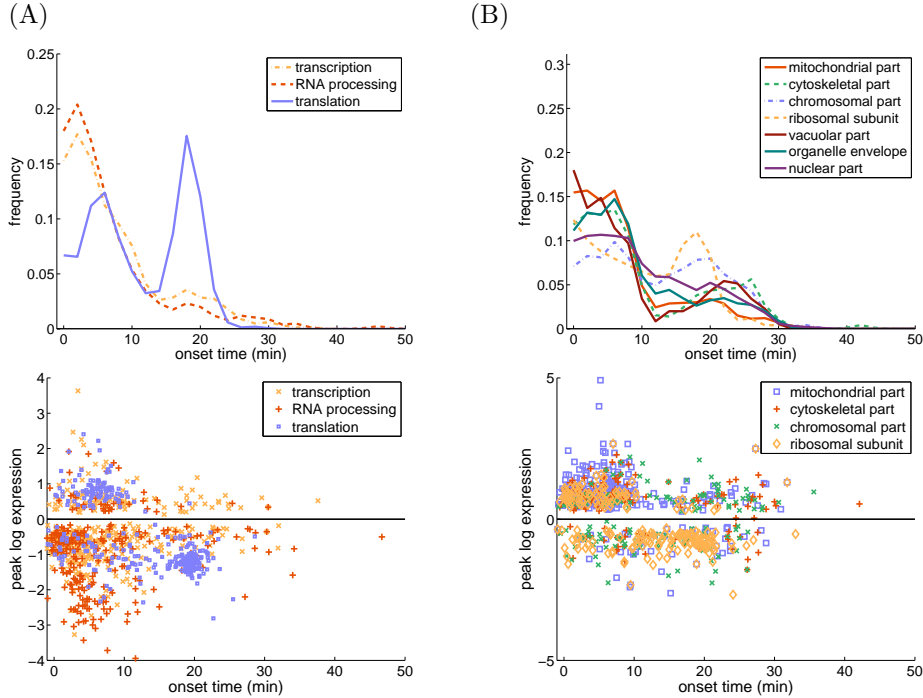 (A)
(B)
0.25
0.2
0.15
0.1
0.05
0
frequency
0 10 20 30 40 50
onset time (min)
transcription
RNA processing
translation
0.3
0.25
0.2
0.15
0.1
0.05
0
frequency
0 10 20 30 40 50
onset time (min)
mitochondrial part
cytoskeletal part
chromosomal part
ribosomal subunit
vacuolar part
organelle envelope
nuclear part
4
3
2
1
0
−1
−2
−3
−4
peak log expression
0 10 20 30 40 50
onset time (min)
transcription
RNA processing
translation
5
0
−5
peak log expression
0 10 20 30 40 50
onset time (min)
mitochondrial part
cytoskeletal part
chromosomal part
ribosomal subunit